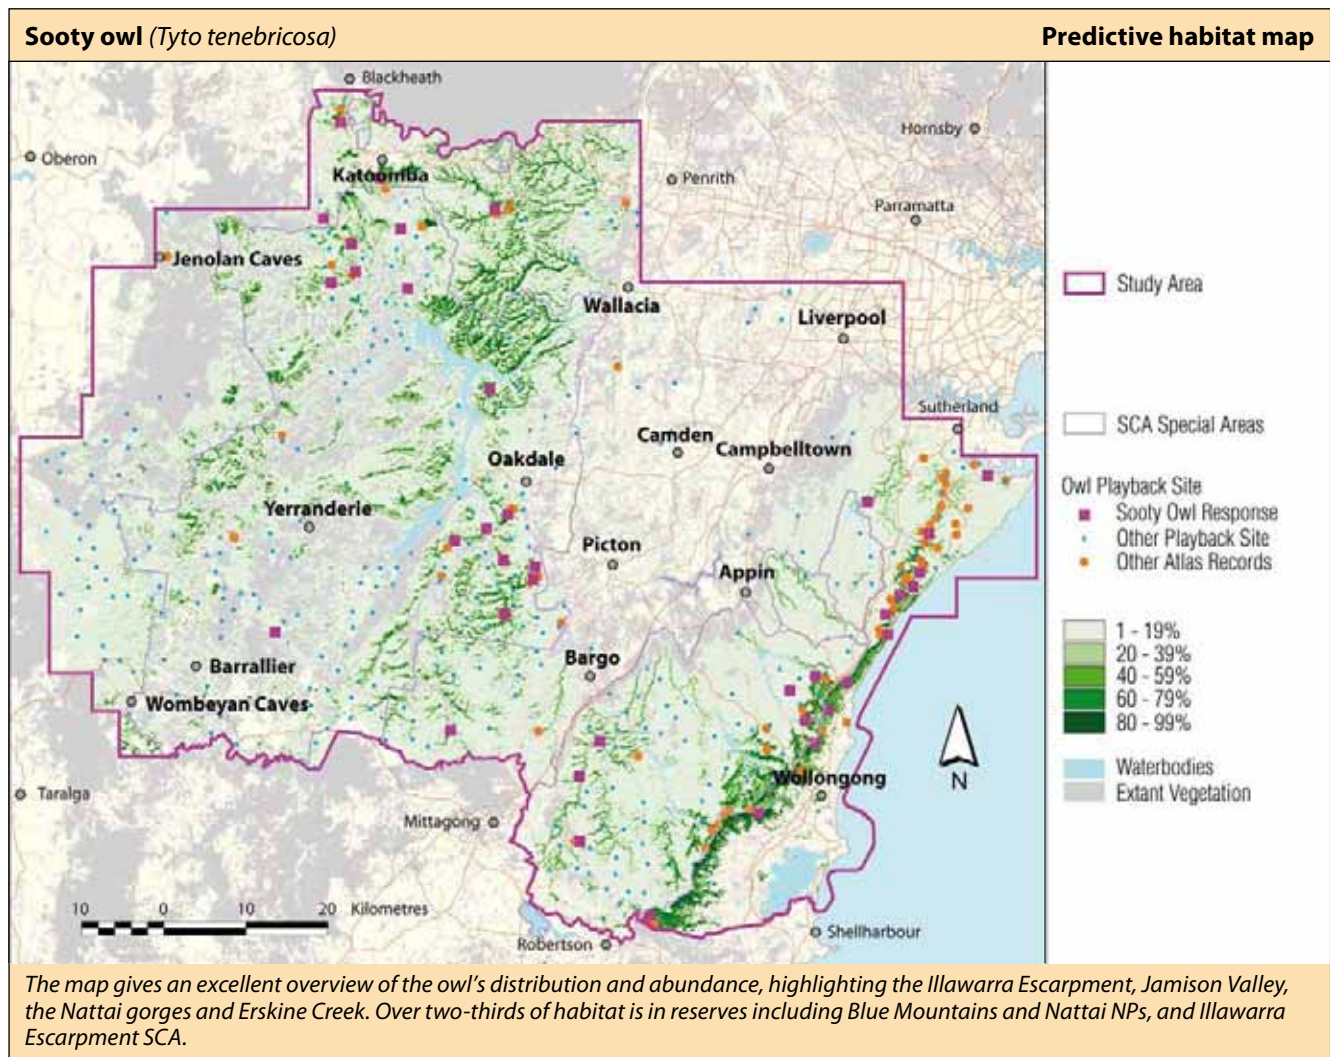 Sooty owl (Tyto tenebricosa)
Predictive habitat map
Blackheath
Hornsby
Oberon
Katoomba
Penrith
Parramatta
Jenolan Caves
Wallacia
Liverpool
Sutherland
Camden
Campbelltown
Oakdale
Yerranderie
Picton
Appin
Bargo
Barrallier
Wombeyan Caves
Wollongong
Taralga
Mittagong
N
10 0 10 20 Kilometres
Robertson
Shellharbour
Study Area
SCA Special Areas
Owl Playback Site
Sooty Owl Response
Other Playback Site
Other Atlas Records
1 - 19%
20 - 39%
40 - 59%
60 - 79%
80 - 99%
Waterbodies
Extant Vegetation
The map gives an excellent overview of the owl's distribution and abundance, highlighting the Illawarra Escarpment, Jamison Valley,
the Nattai gorges and Erskine Creek. Over two-thirds of habitat is in reserves including Blue Mountains and Nattai NPs, and Illawarra
Escarpment SCA.